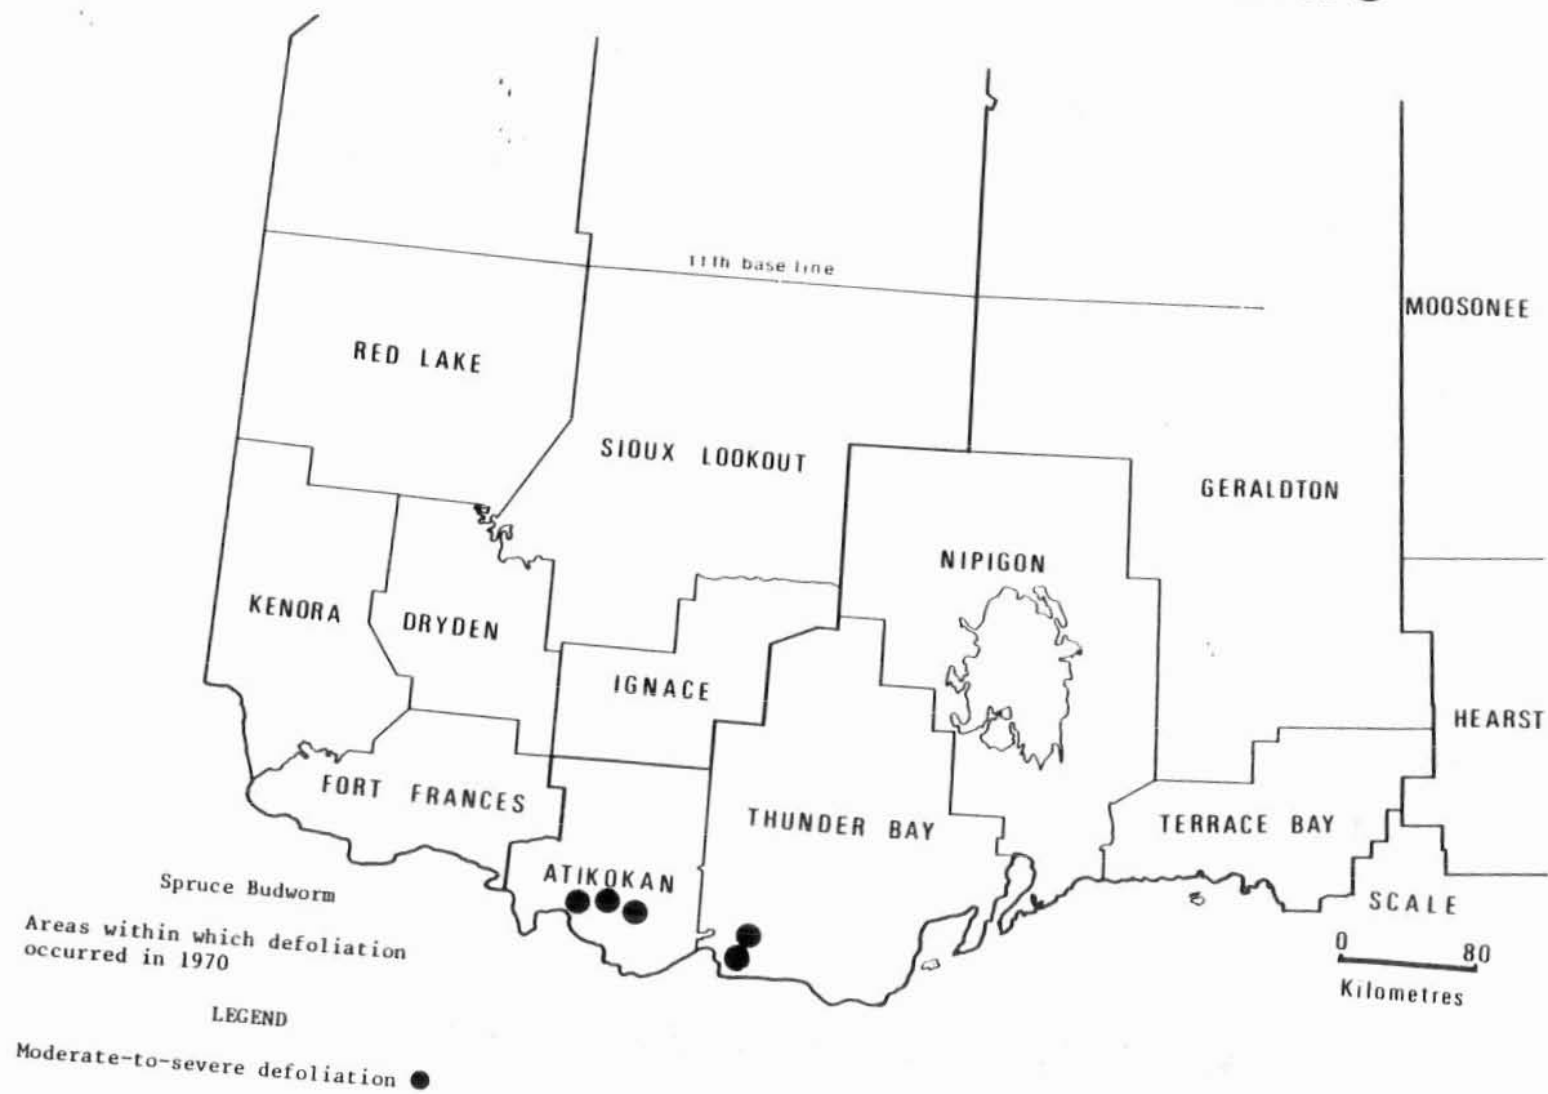 11th base line
MOOSONEE
RED LAKE
SIOUX LOOKOUT
GERALDTON
NIPIGON
KENORA
DRYDEN
IGNACE
HEARST
FORT FRANCES
THUNDER BAY
TERRACE BAY
ATIKOKAN
Spruce Budworm
Areas within which defoliation
occurred in 1970
LEGEND
Moderate-to-severe defoliation
SCALE
0 80
Kilometres